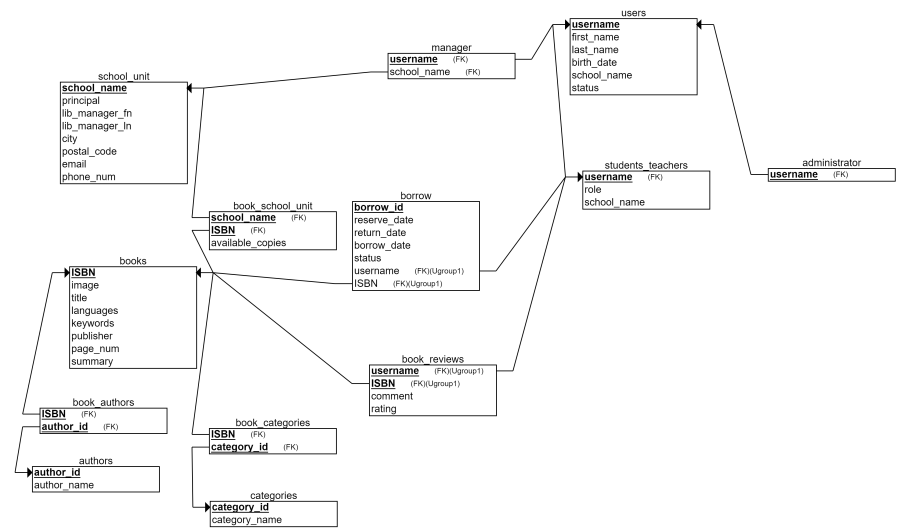 users
username
first_name
last_name
birth_date
school_name
status
manager
username (FK)
school_name (FK)
school_unit
school_name
principal
lib_manager_fn
lib_manager_ln
city
postal_code
email
phone_num
students_teachers
username (FK)
role
school_name
administrator
username (FK)
book_school_unit
school_name (FK)
ISBN (FK)
available_copies
borrow
borrow_id
reserve_date
return_date
borrow_date
status
username (FK)(Ugroup1)
ISBN (FK)(Ugroup1)
books
ISBN
image
title
languages
keywords
publisher
page_num
summary
book_reviews
username (FK)(Ugroup1)
ISBN (FK)(Ugroup1)
comment
rating
book_authors
ISBN (FK)
author_id (FK)
book_categories
ISBN (FK)
category_id (FK)
authors
author_id
author_name
categories
category_id
category_name